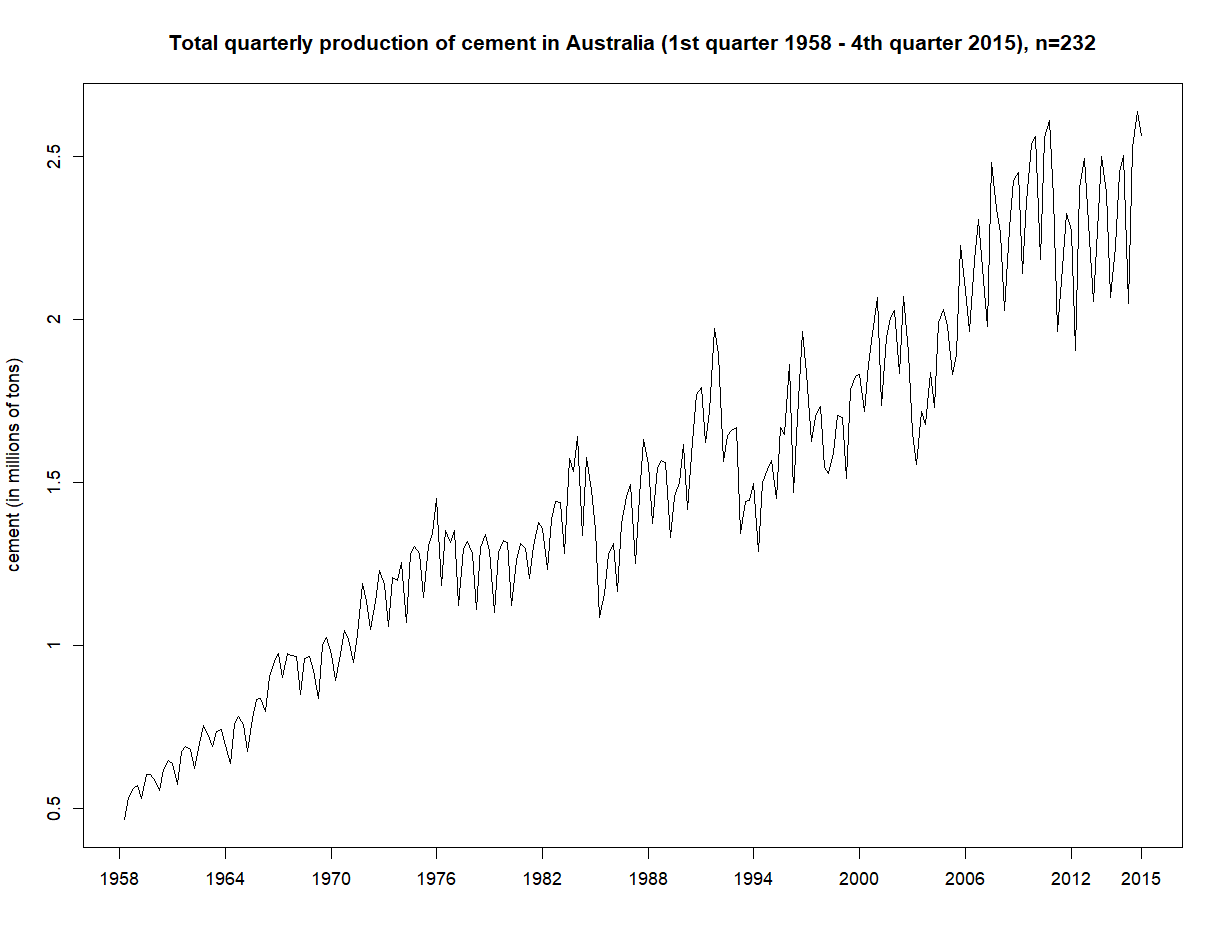 Total quarterly production of cement in Australia (1st quarter 1958 - 4th quarter 2015), n=232
cement (in millions of tons)
2.5
2
1.5
1
0.5
1958 1964 1970 1976 1982 1988 1994 2000 2006 2012 2015